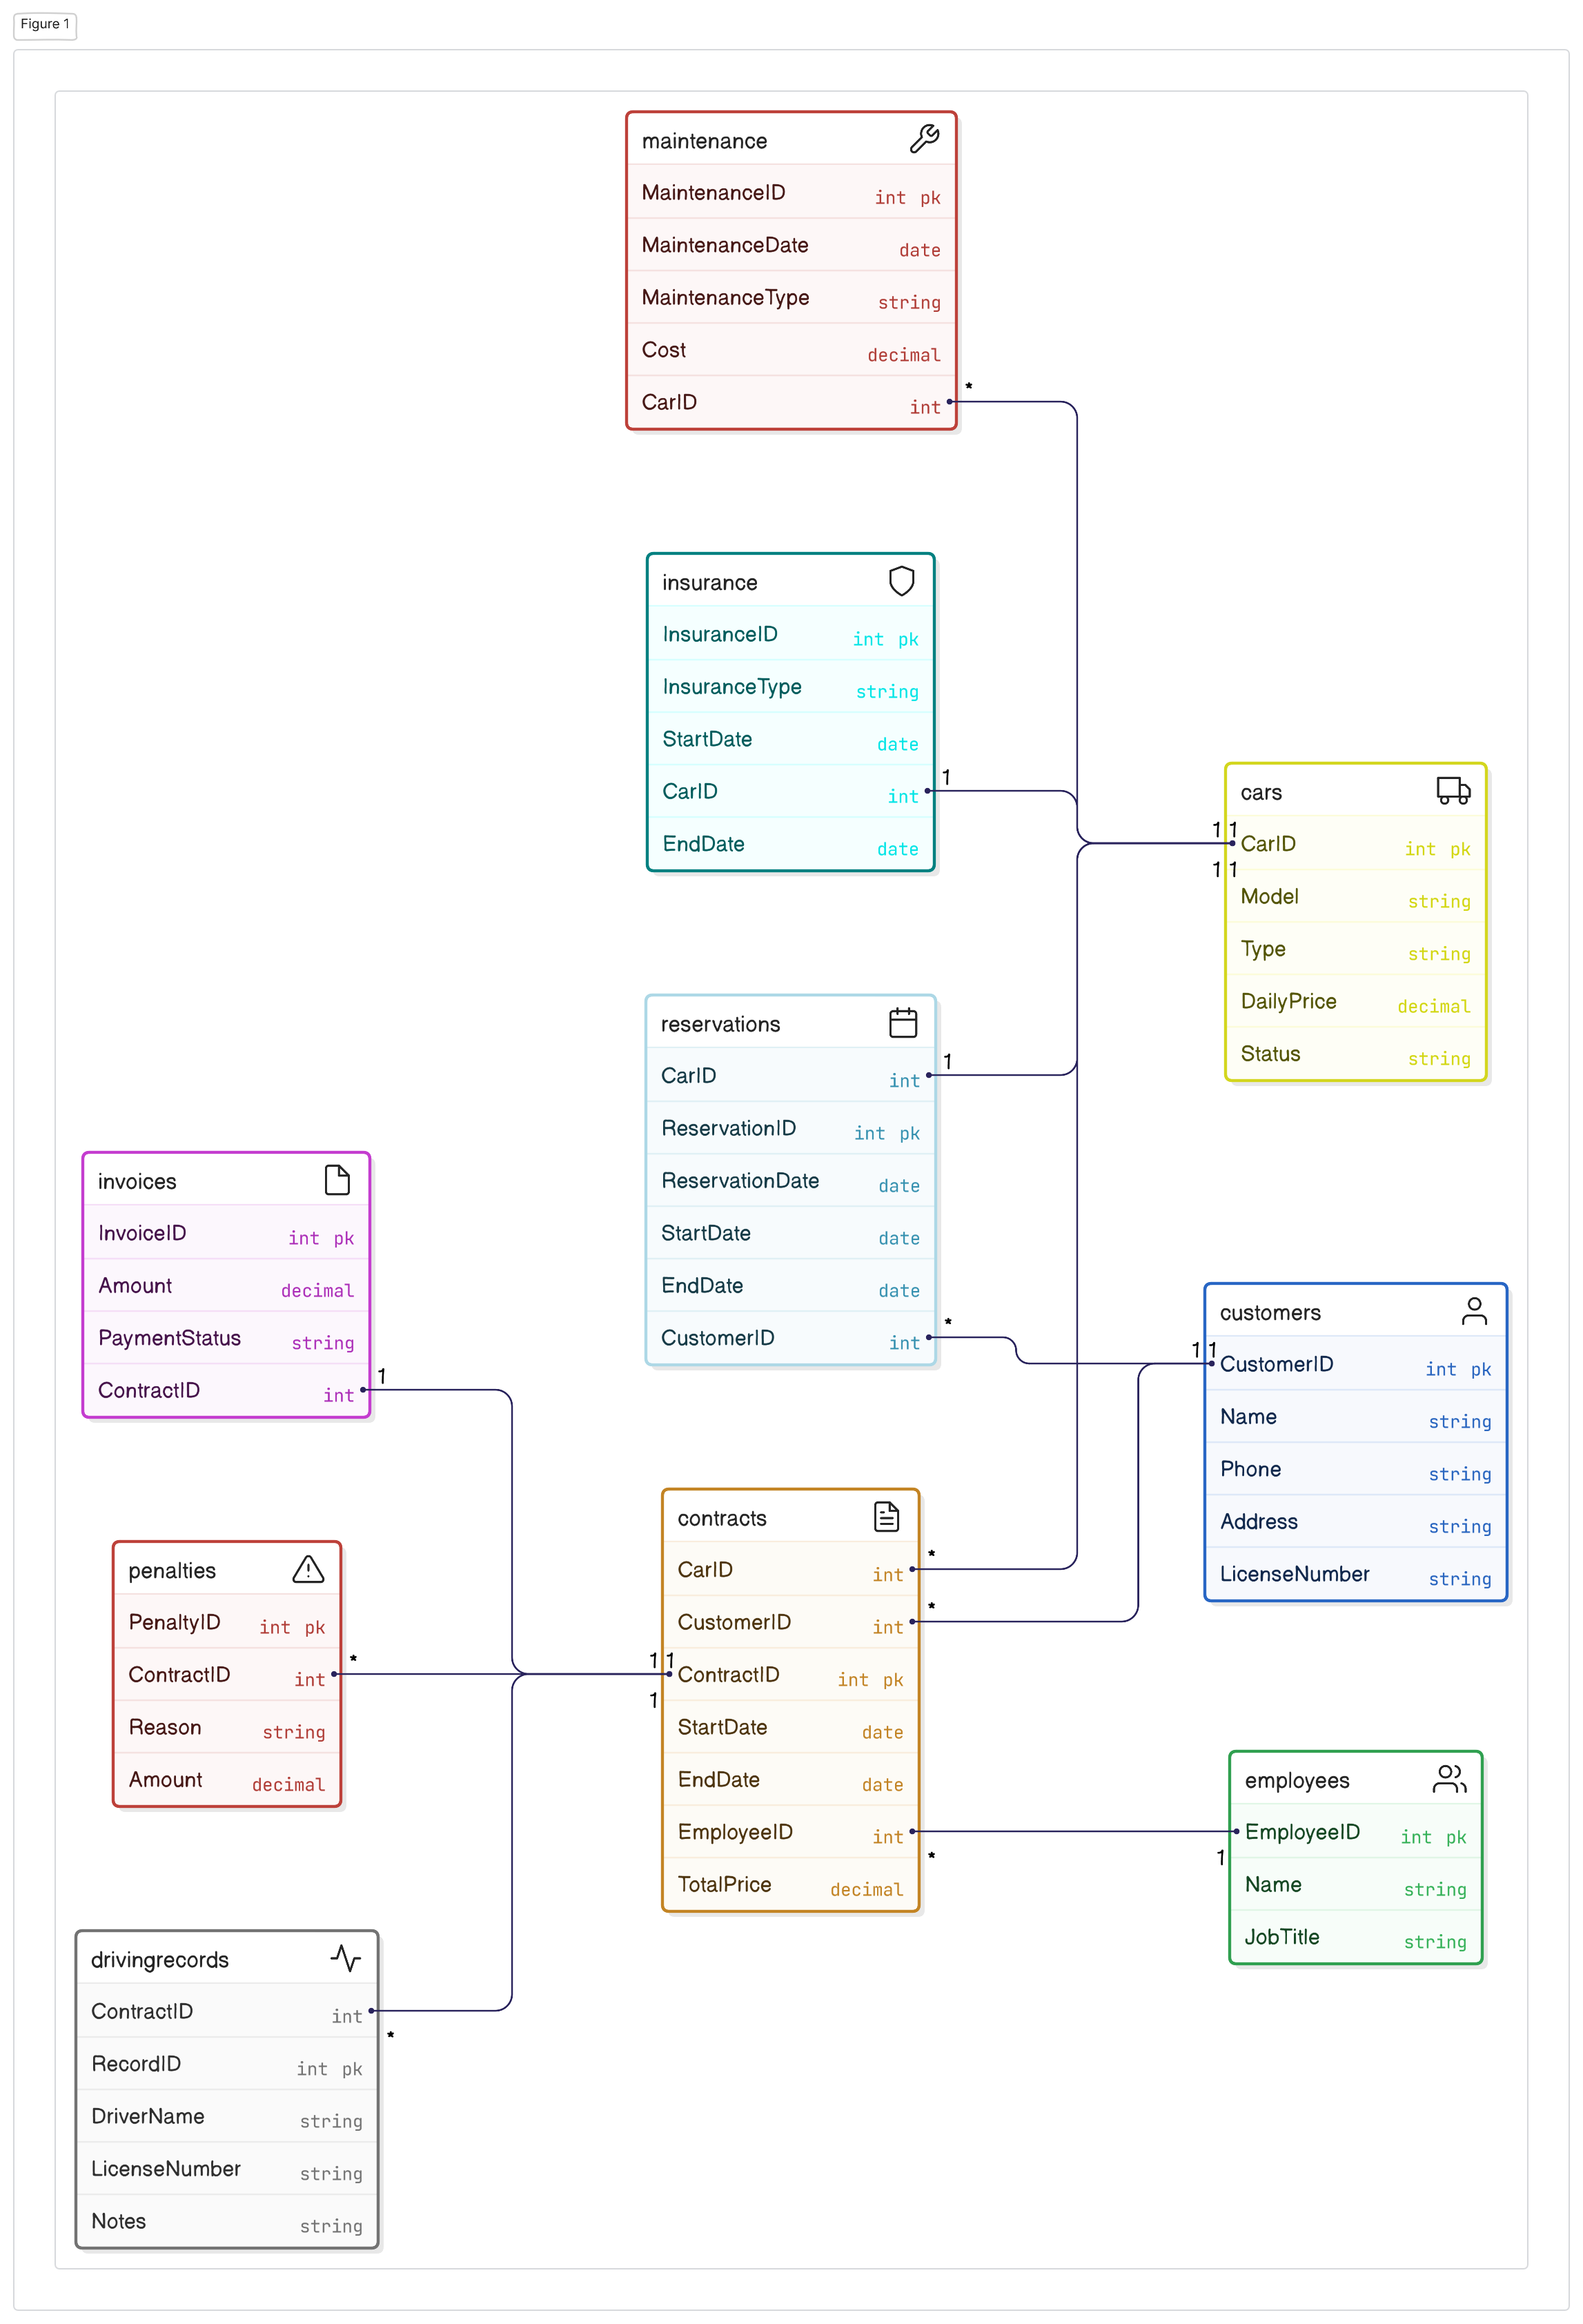 Figure 1
maintenance
MaintenanceID int pk
MaintenanceDate date
MaintenanceType string
Cost decimal
CarID int
*
insurance
InsuranceID int pk
InsuranceType string
StartDate date
CarID int
1
EndDate date
cars
1 1
CarID int pk
1 1
Model string
Type string
DailyPrice decimal
Status string
reservations
CarID int
1
ReservationID int pk
ReservationDate date
StartDate date
EndDate date
CustomerID int
*
invoices
InvoiceID int pk
Amount decimal
PaymentStatus string
ContractID int
1
customers
1 1
CustomerID int pk
Name string
Phone string
Address string
LicenseNumber string
penalties
PenaltyID int pk
ContractID int
*
Reason string
Amount decimal
contracts
CarID int
*
CustomerID int
*
1 1
ContractID int pk
1
StartDate date
EndDate date
EmployeeID int
*
TotalPrice decimal
employees
EmployeeID int pk
1
Name string
JobTitle string
drivingrecords
ContractID int
*
RecordID int pk
DriverName string
LicenseNumber string
Notes string